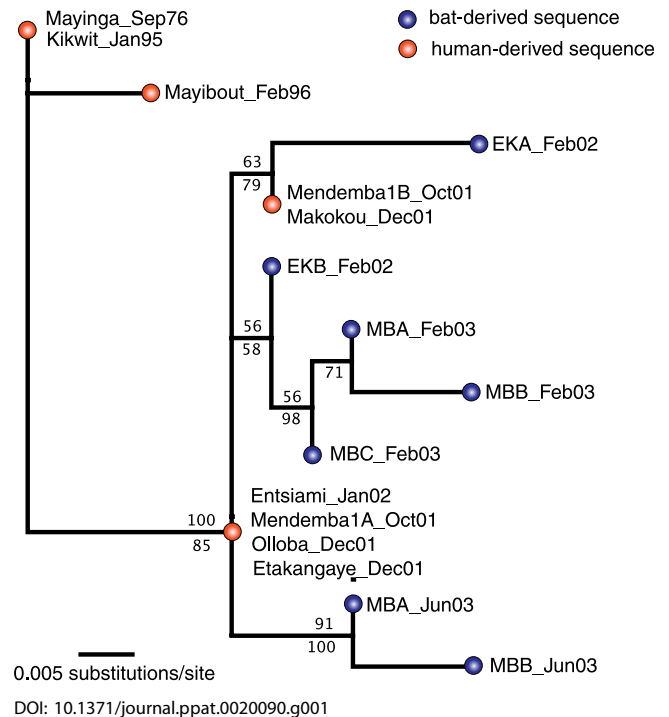 Mayinga_Sep76
Kikwit_Jan95
bat-derived sequence
human-derived sequence
Mayibout_Feb96
EKA_Feb02
63
79
Mendemba1B_Oct01
Makokou_Dec01
EKB_Feb02
56
58
MBA_Feb03
71
MBB_Feb03
56
98
MBC_Feb03
Entsiami_Jan02
100
Mendemba1A_Oct01
85
Olloba_Dec01
Etakangaye_Dec01
MBA_Jun03
91
100
MBB_Jun03
0.005 substitutions/site
DOI: 10.1371/journal.ppat.0020090.g001